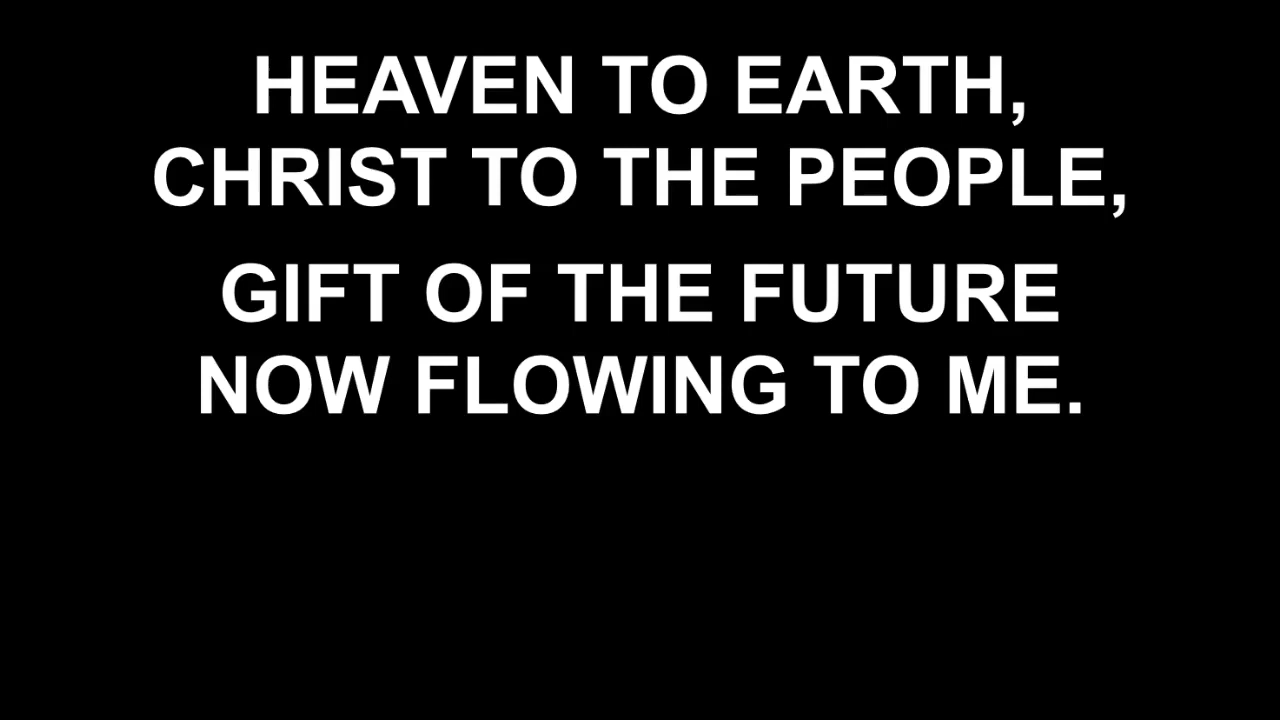 HEAVEN TO EARTH,
CHRIST TO THE PEOPLE,
GIFT OF THE FUTURE
NOW FLOWING TO ME.